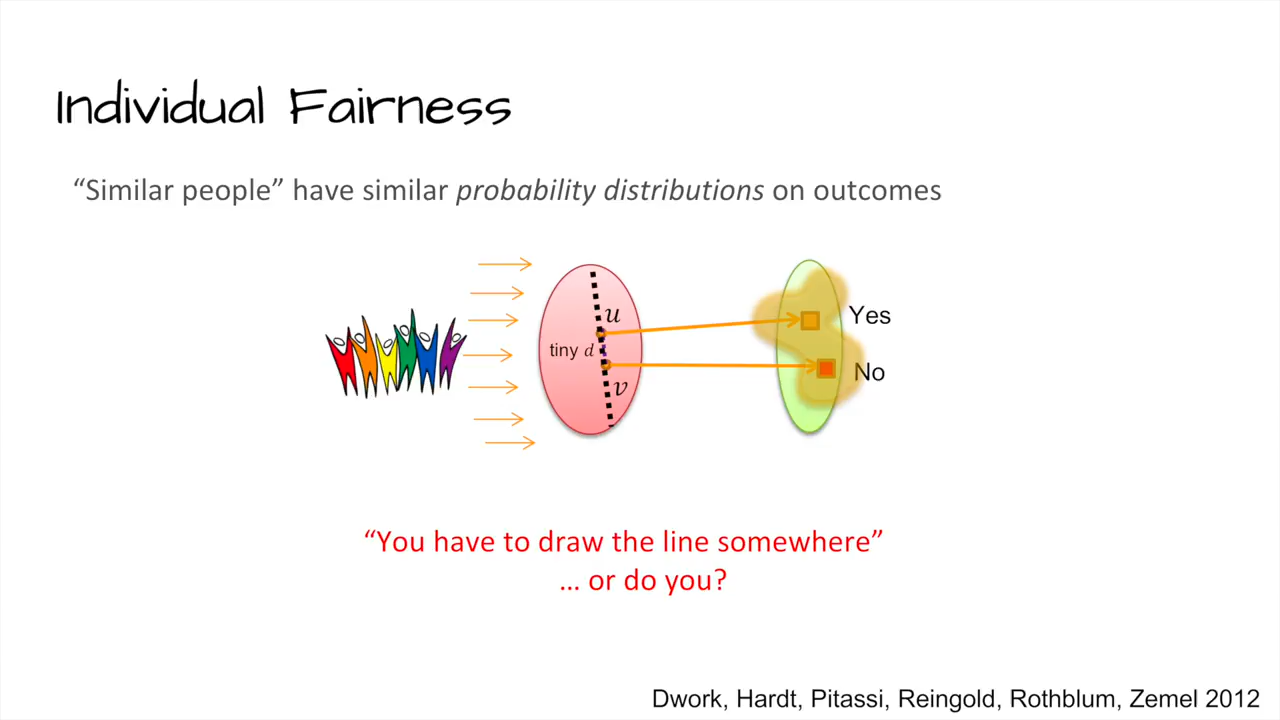 Individual Fairness
“Similar people” have similar probability distributions on outcomes
u
Yes
tiny d
No
v
“You have to draw the line somewhere”
... or do you?
Dwork, Hardt, Pitassi, Reingold, Rothblum, Zemel 2012